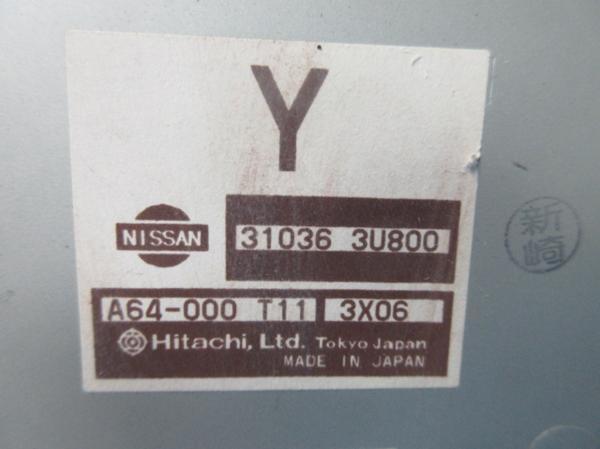 Y
NISSAN
31036 3U800
A64-000 T11 3X06
Hitachi, Ltd. Tokyo Japan
MADE IN JAPAN
新崎